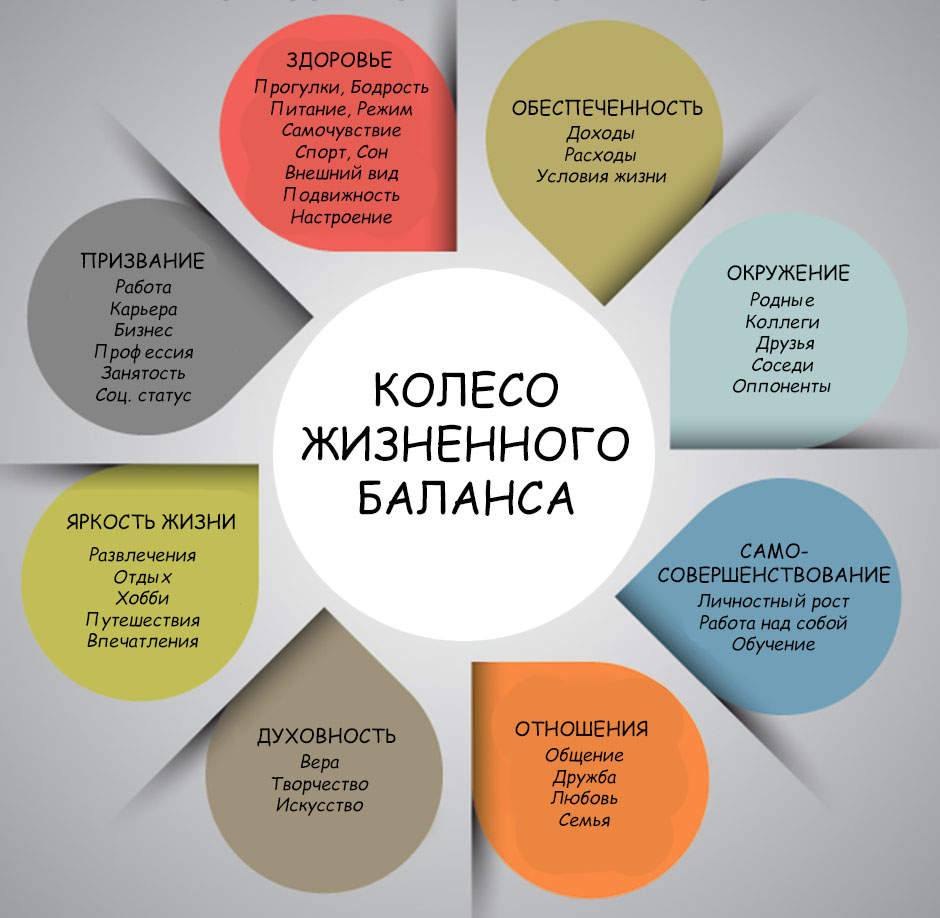 ЗДОРОВЬЕ
Прогулки, Бодрость
Питание, Режим
Самочувствие
Спорт, Сон
Внешний вид
Подвижность
Настроение
ОБЕСПЕЧЕННОСТЬ
Доходы
Расходы
Условия жизни
ПРИЗВАНИЕ
Работа
Карьера
Бизнес
Профессия
Занятость
Соц. статус
ОКРУЖЕНИЕ
Родные
Коллеги
Друзья
Соседи
Оппоненты
КОЛЕСО
ЖИЗНЕННОГО
БАЛАНСА
ЯРКОСТЬ ЖИЗНИ
Развлечения
Отдых
Хобби
Путешествия
Впечатления
САМО-
СОВЕРШЕНСТВОВАНИЕ
Личностный рост
Работа над собой
Обучение
ДУХОВНОСТЬ
Вера
Творчество
Искусство
ОТНОШЕНИЯ
Общение
Дружба
Любовь
Семья